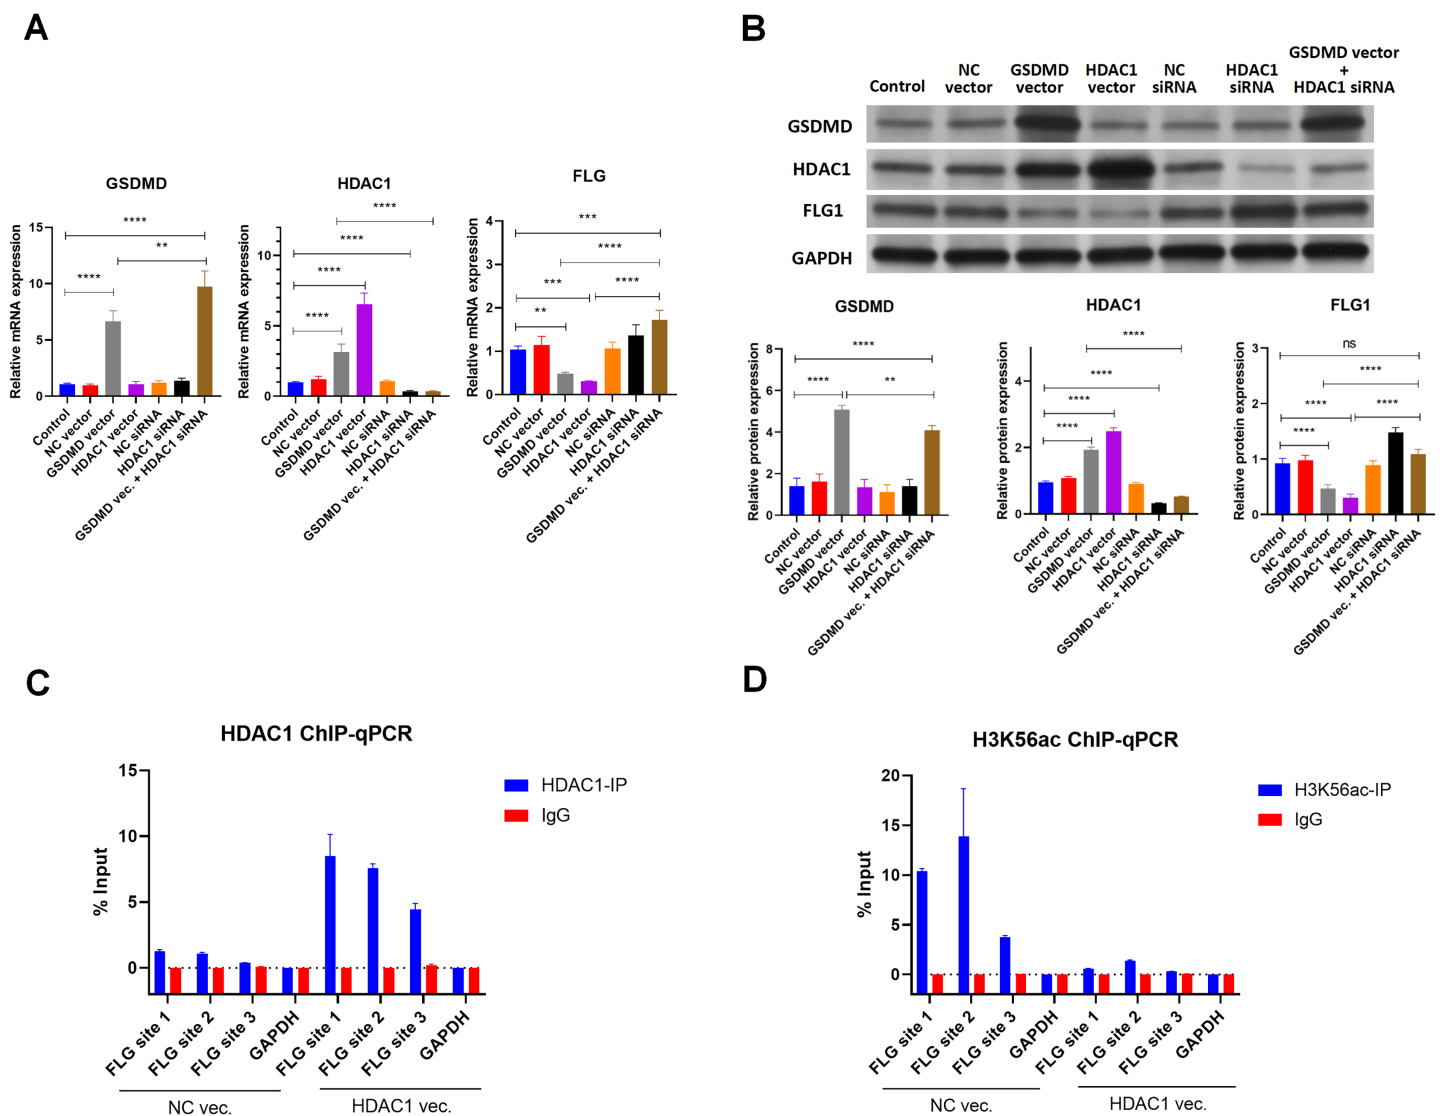 A
GSDMD
Relative mRNA expression
15
10
5
0
****
**
****
Control
NC vector
GSDMD vector
HDAC1 vector
NC siRNA
HDAC1 siRNA
GSDMD vec. + HDAC1 siRNA
HDAC1
Relative mRNA expression
10
5
0
****
****
****
****
Control
NC vector
GSDMD vector
HDAC1 vector
NC siRNA
HDAC1 siRNA
GSDMD vec. + HDAC1 siRNA
FLG
Relative mRNA expression
4
3
2
1
0
***
****
***
****
**
Control
NC vector
GSDMD vector
HDAC1 vector
NC siRNA
HDAC1 siRNA
GSDMD vec. + HDAC1 siRNA
B
Control
NC
vector
GSDMD
vector
HDAC1
vector
NC
siRNA
HDAC1
siRNA
GSDMD vector
+
HDAC1 siRNA
GSDMD
HDAC1
FLG1
GAPDH
GSDMD
Relative protein expression
8
6
4
2
0
****
****
**
Control
NC vector
GSDMD vector
HDAC1 vector
NC siRNA
HDAC1 siRNA
GSDMD vec. + HDAC1 siRNA
HDAC1
Relative protein expression
4
2
0
****
****
****
****
Control
NC vector
GSDMD vector
HDAC1 vector
NC siRNA
HDAC1 siRNA
GSDMD vec. + HDAC1 siRNA
FLG1
Relative protein expression
3
2
1
0
ns
****
****
****
****
Control
NC vector
GSDMD vector
HDAC1 vector
NC siRNA
HDAC1 siRNA
GSDMD vec. + HDAC1 siRNA
C
HDAC1 ChIP-qPCR
% Input
15
10
5
0
HDAC1-IP
IgG
FLG site 1
FLG site 2
FLG site 3
GAPDH
FLG site 1
FLG site 2
FLG site 3
GAPDH
NC vec.
HDAC1 vec.
D
H3K56ac ChIP-qPCR
% Input
20
15
10
5
0
H3K56ac-IP
IgG
FLG site 1
FLG site 2
FLG site 3
GAPDH
FLG site 1
FLG site 2
FLG site 3
GAPDH
NC vec.
HDAC1 vec.